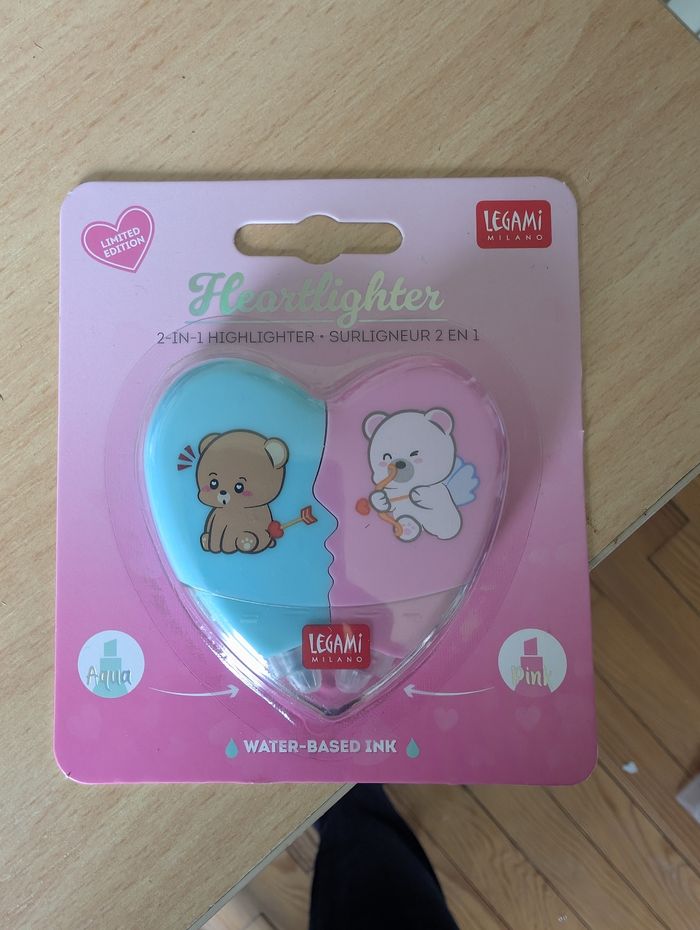 LIMITED
EDITION
LEGAMI
MILANO
Heartlighter
2-IN-1 HIGHLIGHTER • SURLIGNEUR 2 EN 1
LEGAMI
MILANO
Aqua
Pink
WATER-BASED INK